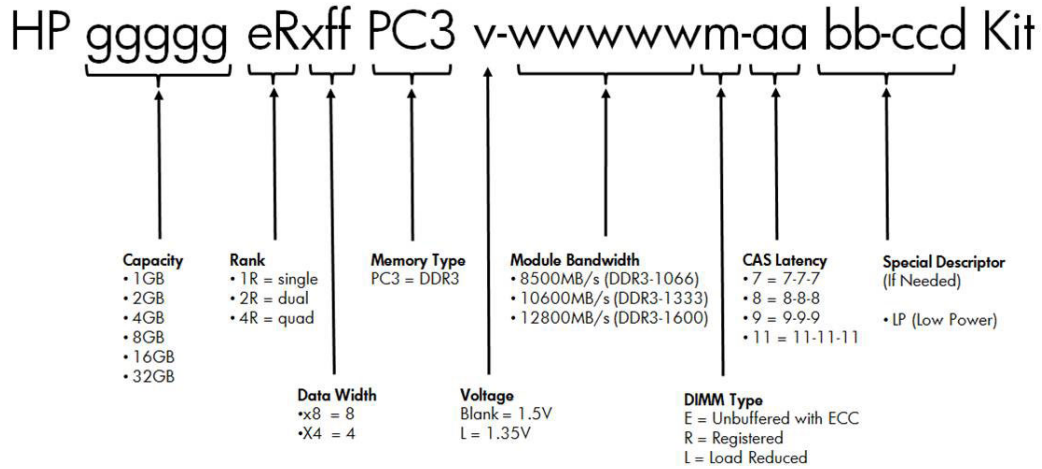 HP ggggg eRxff PC3 v-wwwwwm-aa bb-ccd Kit
Capacity
• 1GB
• 2GB
• 4GB
• 8GB
• 16GB
• 32GB
Rank
• 1R = single
• 2R = dual
• 4R = quad
Memory Type
PC3 = DDR3
Module Bandwidth
• 8500MB/s (DDR3-1066)
• 10600MB/s (DDR3-1333)
• 12800MB/s (DDR3-1600)
CAS Latency
• 7 = 7-7-7
• 8 = 8-8-8
• 9 = 9-9-9
• 11 = 11-11-11
Special Descriptor
(If Needed)
• LP (Low Power)
Data Width
•x8 = 8
•X4 = 4
Voltage
Blank = 1.5V
L = 1.35V
DIMM Type
E = Unbuffered with ECC
R = Registered
L = Load Reduced